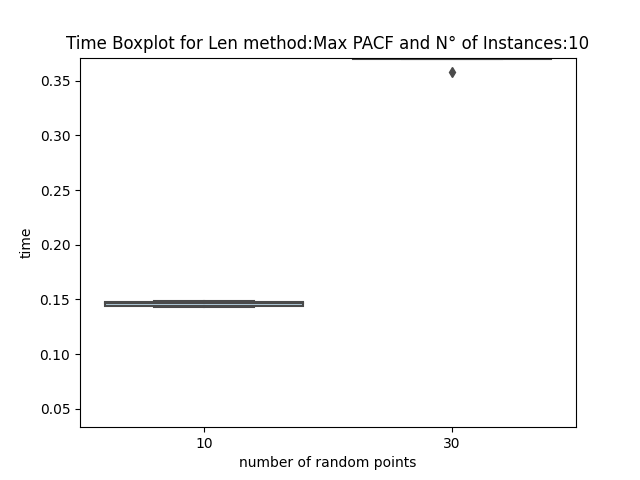 Time Boxplot for Len method:Max PACF and N° of Instances:10
0.35
0.30
0.25
0.20
0.15
0.10
0.05
time
10 30
number of random points